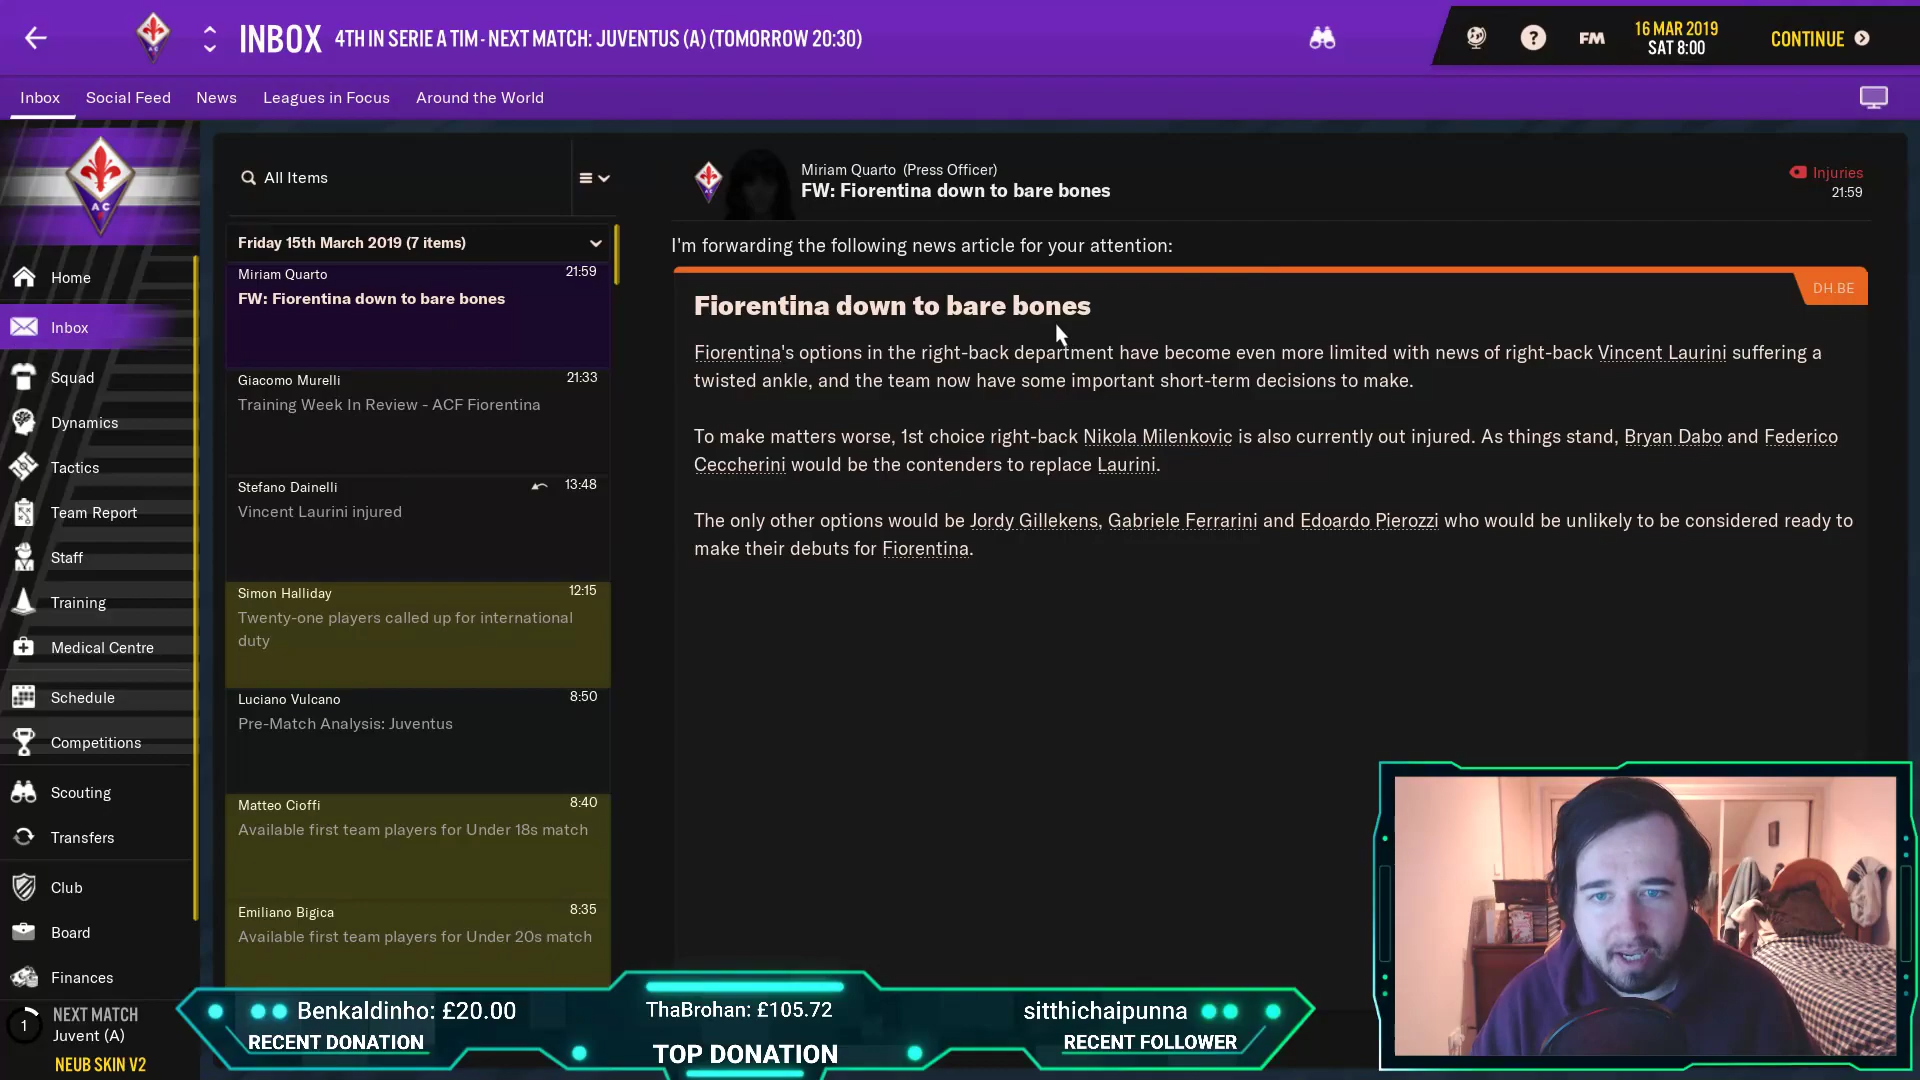 INBOX
4TH IN SERIE A TIM - NEXT MATCH: JUVENTUS (A) (TOMORROW 20:30)
?
FM
16 MAR 2019
SAT 8:00
CONTINUE
Inbox
Social Feed
News
Leagues in Focus
Around the World
AC
Home
Inbox
Squad
Dynamics
Tactics
Team Report
Staff
Training
Medical Centre
Schedule
Competitions
Scouting
Transfers
Club
Board
Finances
1
NEXT MATCH
Juvent (A)
NEUB SKIN V2
All Items
Friday 15th March 2019 (7 items)
Miriam Quarto
21:59
FW: Fiorentina down to bare bones
Giacomo Murelli
21:33
Training Week In Review - ACF Fiorentina
Stefano Dainelli
13:48
Vincent Laurini injured
Simon Halliday
12:15
Twenty-one players called up for international
duty
Luciano Vulcano
8:50
Pre-Match Analysis: Juventus
Matteo Cioffi
8:40
Available first team players for Under 18s match
Emiliano Bigica
8:35
Available first team players for Under 20s match
Miriam Quarto (Press Officer)
FW: Fiorentina down to bare bones
Injuries
21:59
I'm forwarding the following news article for your attention:
DH.BE
Fiorentina down to bare bones
Fiorentina's options in the right-back department have become even more limited with news of right-back Vincent Laurini suffering a
twisted ankle, and the team now have some important short-term decisions to make.
To make matters worse, 1st choice right-back Nikola Milenkovic is also currently out injured. As things stand, Bryan Dabo and Federico
Ceccherini would be the contenders to replace Laurini.
The only other options would be Jordy Gillekens, Gabriele Ferrarini and Edoardo Pierozzi who would be unlikely to be considered ready to
make their debuts for Fiorentina.
Benkaldinho: £20.00
RECENT DONATION
ThaBrohan: £105.72
TOP DONATION
sitthichaipunna
RECENT FOLLOWER